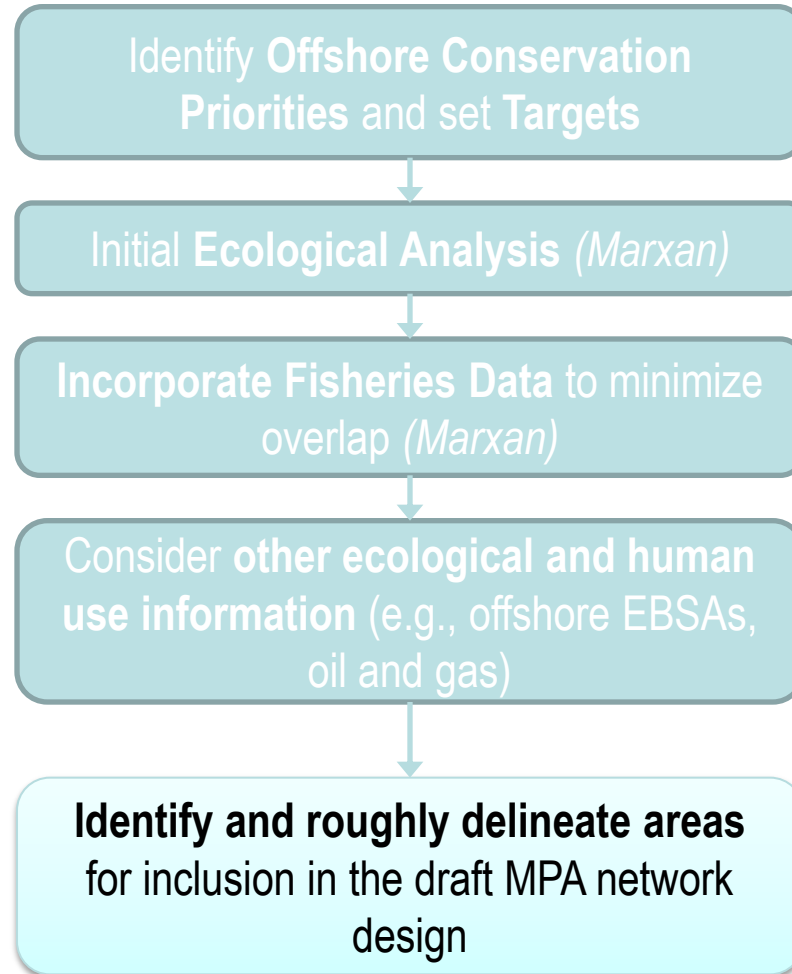 Identify Offshore Conservation
Priorities and set Targets
Initial Ecological Analysis (Marxan)
Incorporate Fisheries Data to minimize
overlap (Marxan)
Consider other ecological and human
use information (e.g., offshore EBSAs,
oil and gas)
Identify and roughly delineate areas
for inclusion in the draft MPA network
design